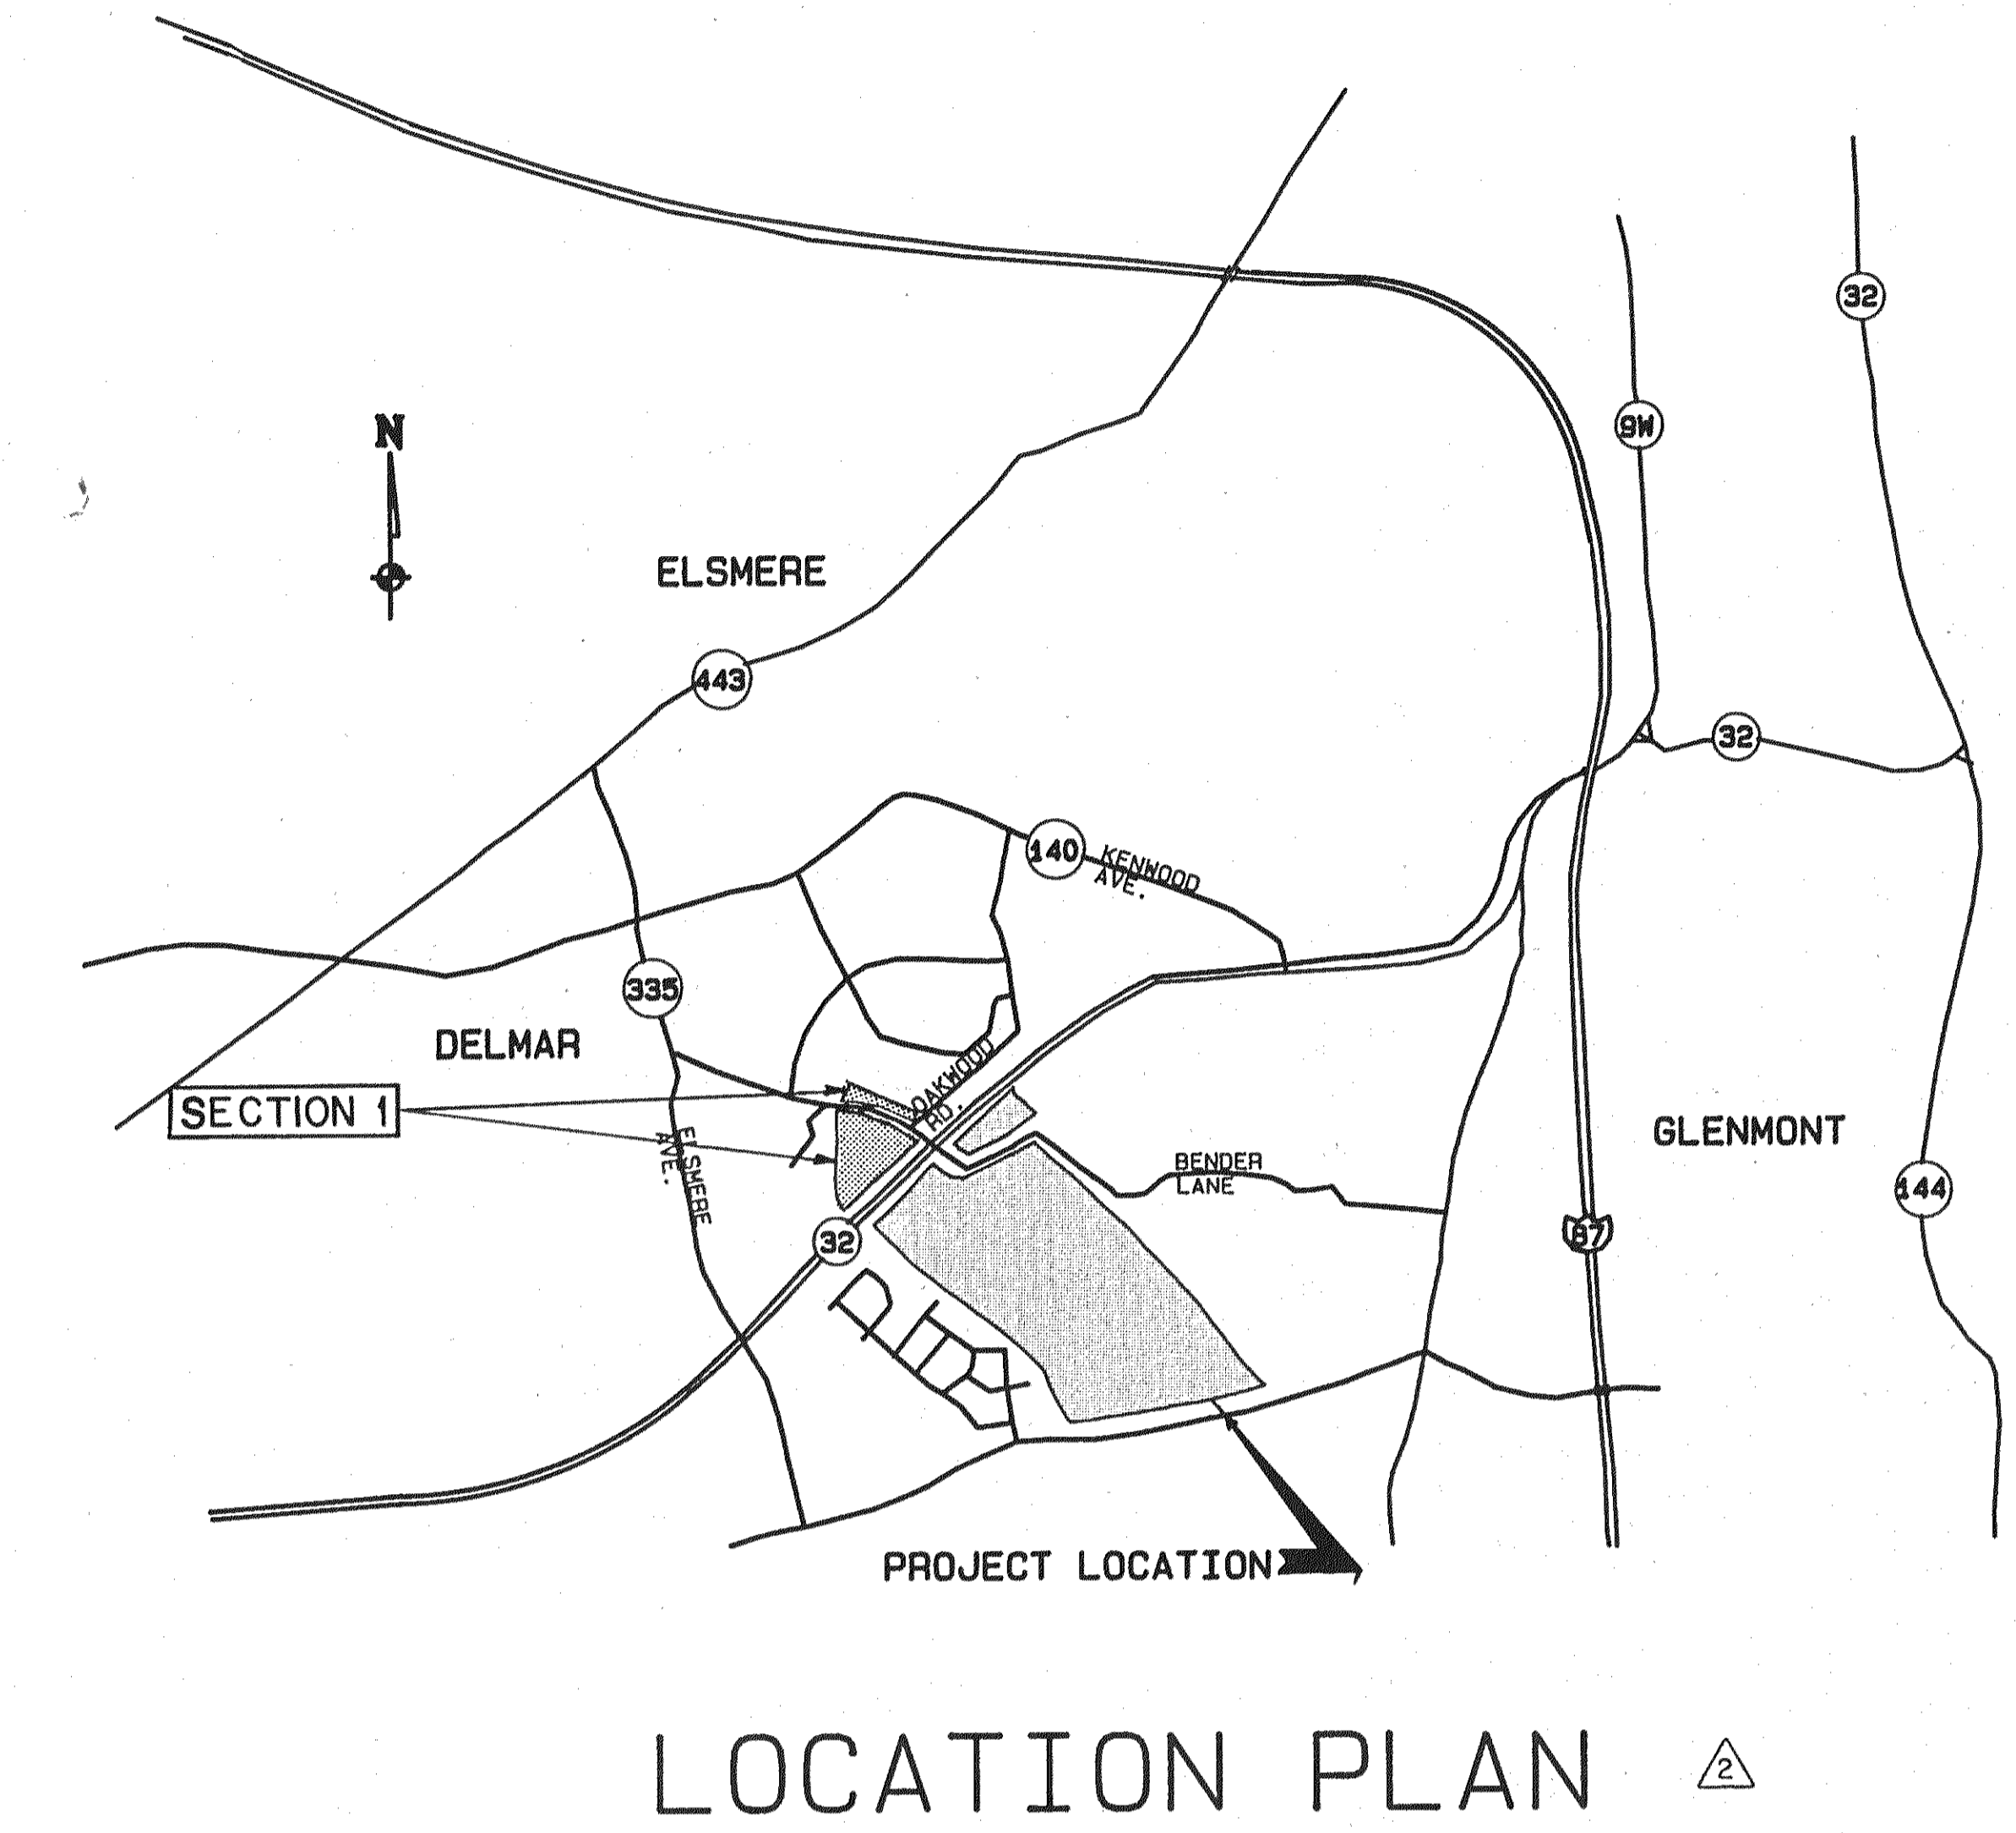 32
9W
N
ELSMERE
443
32
140
KENWOOD
AVE.
335
DELMAR
OAKWOOD
RD.
SECTION 1
GLENMONT
ELSMERE
AVE.
BENDER
LANE
144
87
32
PROJECT LOCATION
LOCATION PLAN
2